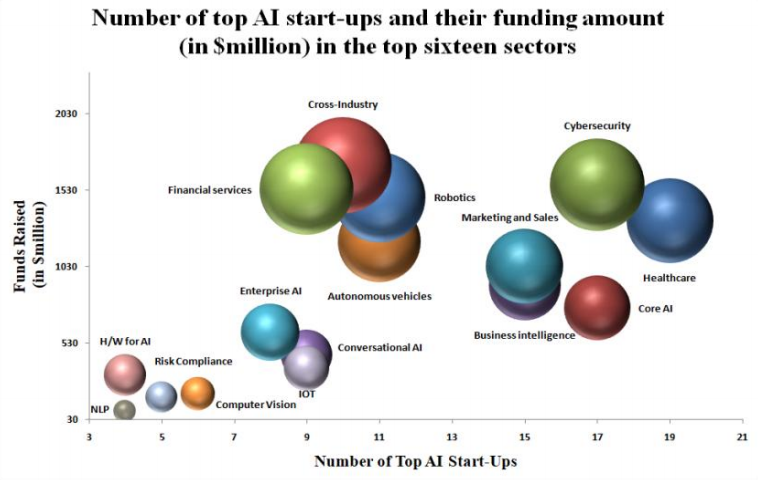 Number of top AI start-ups and their funding amount
(in $million) in the top sixteen sectors
Cross-Industry
2030
Cybersecurity
Financial services
1530
Robotics
Marketing and Sales
Funds Raised
(in $million)
1030
Healthcare
Enterprise AI
Autonomous vehicles
Core AI
Business intelligence
H/W for AI
530
Conversational AI
Risk Compliance
IOT
NLP
Computer Vision
30
3 5 7 9 11 13 15 17 19 21
Number of Top AI Start-Ups